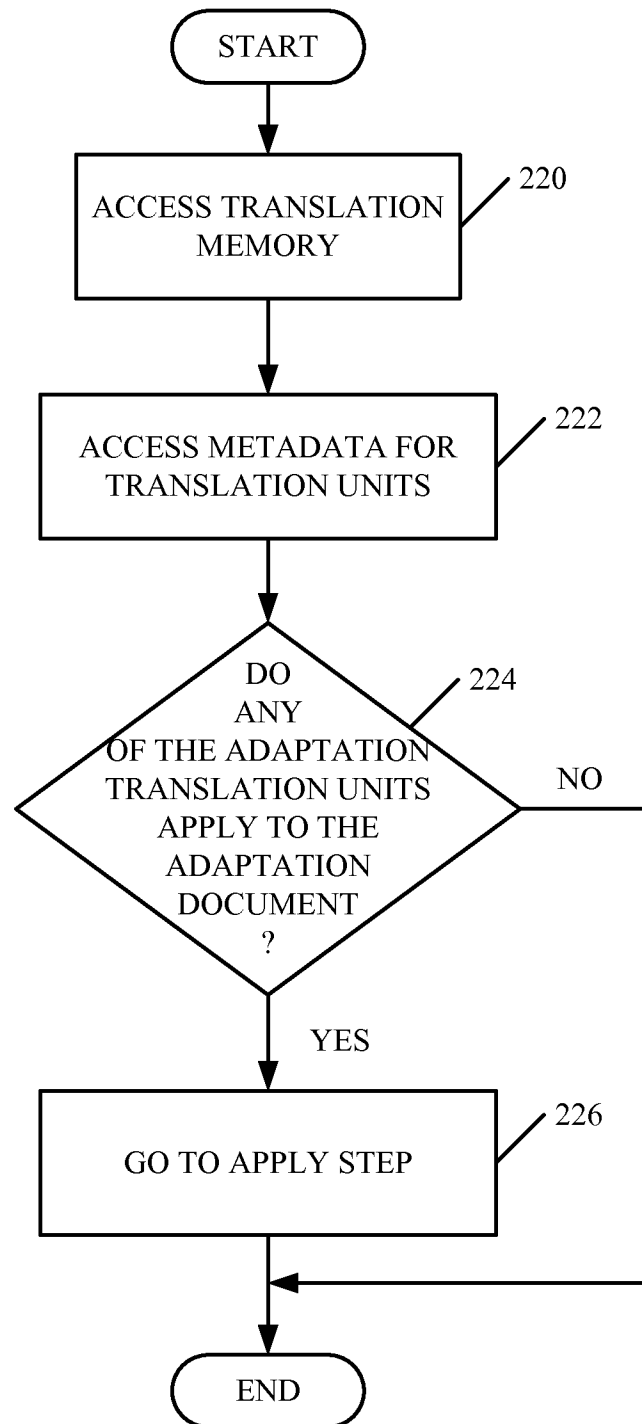 START
220
ACCESS TRANSLATION
MEMORY
222
ACCESS METADATA FOR
TRANSLATION UNITS
224
DO
ANY
OF THE ADAPTATION
TRANSLATION UNITS
APPLY TO THE
ADAPTATION
DOCUMENT
?
NO
YES
226
GO TO APPLY STEP
END